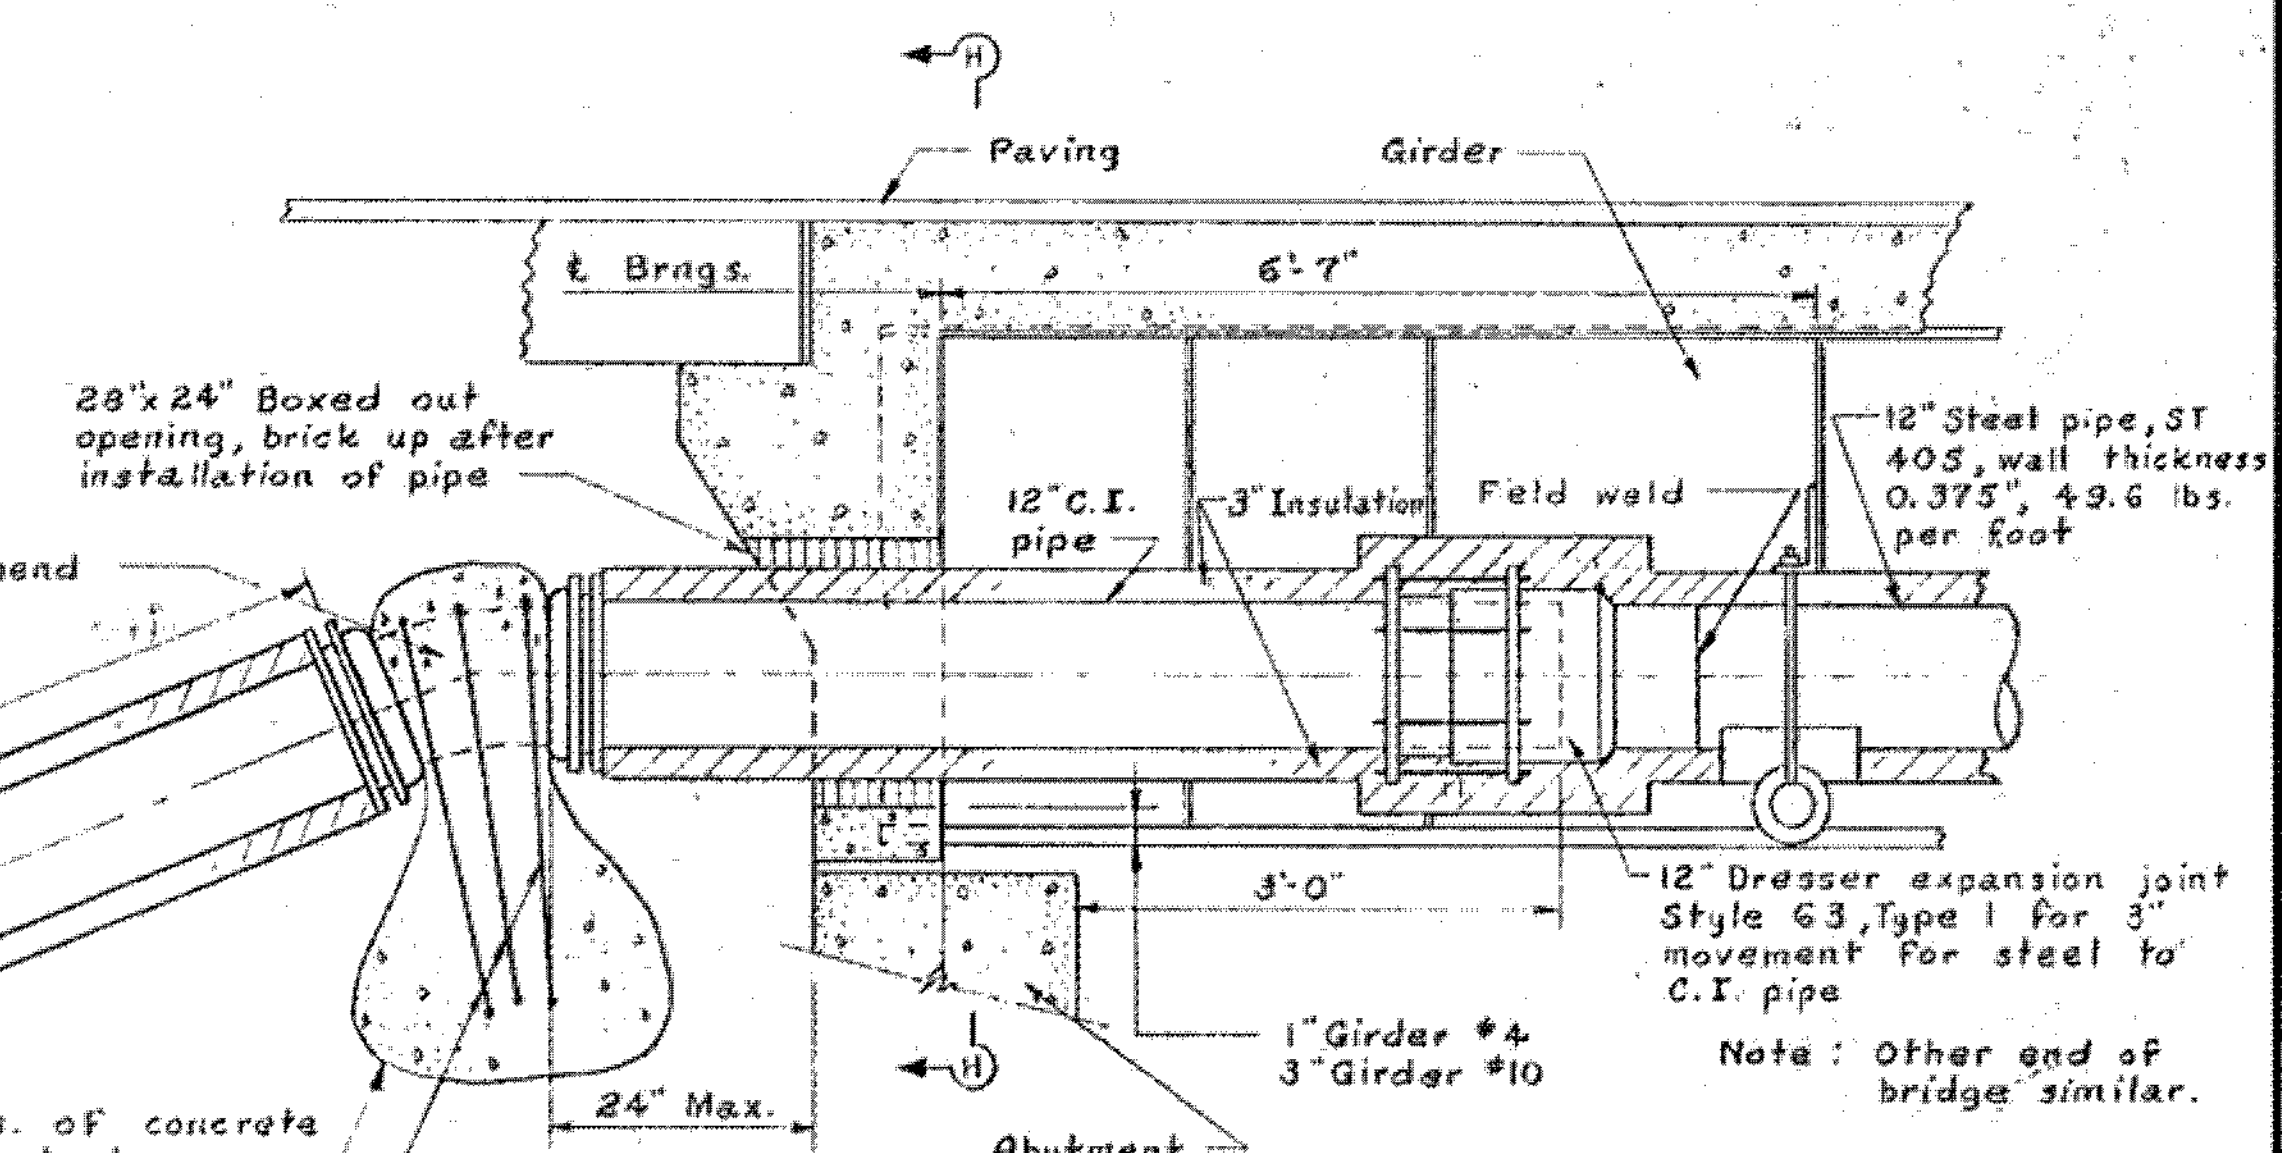 H
Paving
Girder
℄ Brngs.
6'-7"
28"x24" Boxed out
opening, brick up after
installation of pipe
12" C.I.
pipe
3" Insulation
Feld weld
12" Steel pipe, ST
40S, wall thickness
0.375", 49.6 lbs.
per foot
3'-0"
12" Dresser expansion joint
Style 63, Type 1 for 3"
movement for steel to
C.I. pipe
1" Girder #4
3" Girder #10
Note: Other end of
bridge similar.
H
24" Max.
of concrete
Abutment